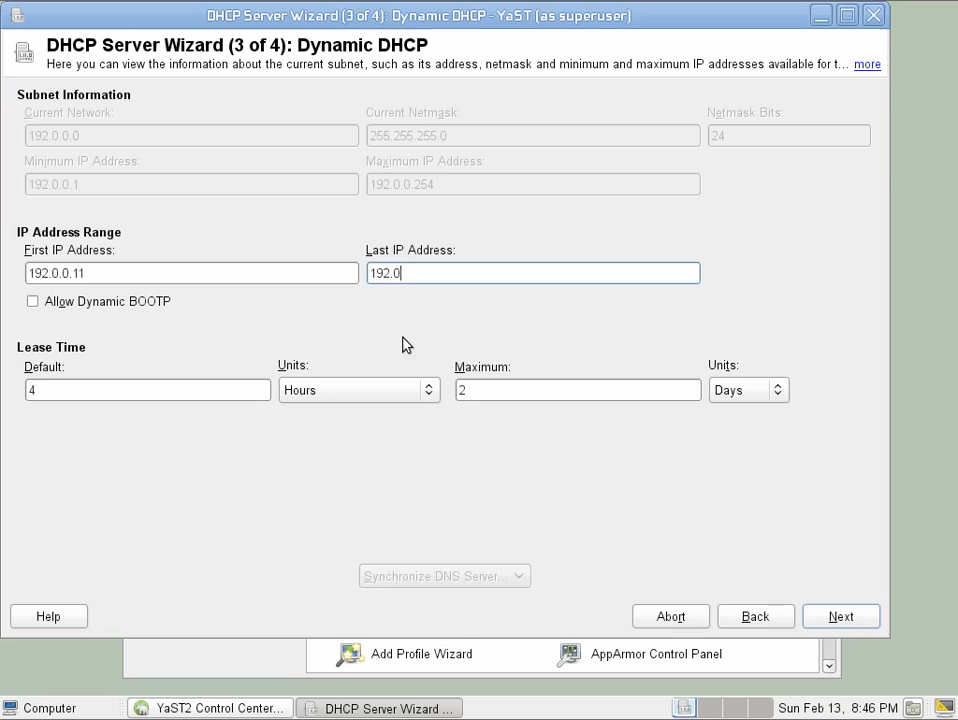 DHCP Server Wizard (3 of 4): Dynamic DHCP - YaST (as superuser)
DHCP Server Wizard (3 of 4): Dynamic DHCP
Here you can view the information about the current subnet, such as its address, netmask and minimum and maximum IP addresses available for t... more
Subnet Information
Current Network: Current Netmask: Netmask Bits:
192.0.0.0 255.255.255.0 24
Minimum IP Address: Maximum IP Address:
192.0.0.1 192.0.0.254
IP Address Range
First IP Address: Last IP Address:
192.0.0.11 192.0
Allow Dynamic BOOTP
Lease Time
Default: Units: Maximum: Units:
4 Hours 2 Days
Synchronize DNS Server...
Help Abort Back Next
Add Profile Wizard AppArmor Control Panel
Computer YaST2 Control Center... DHCP Server Wizard ... Sun Feb 13, 8:46 PM